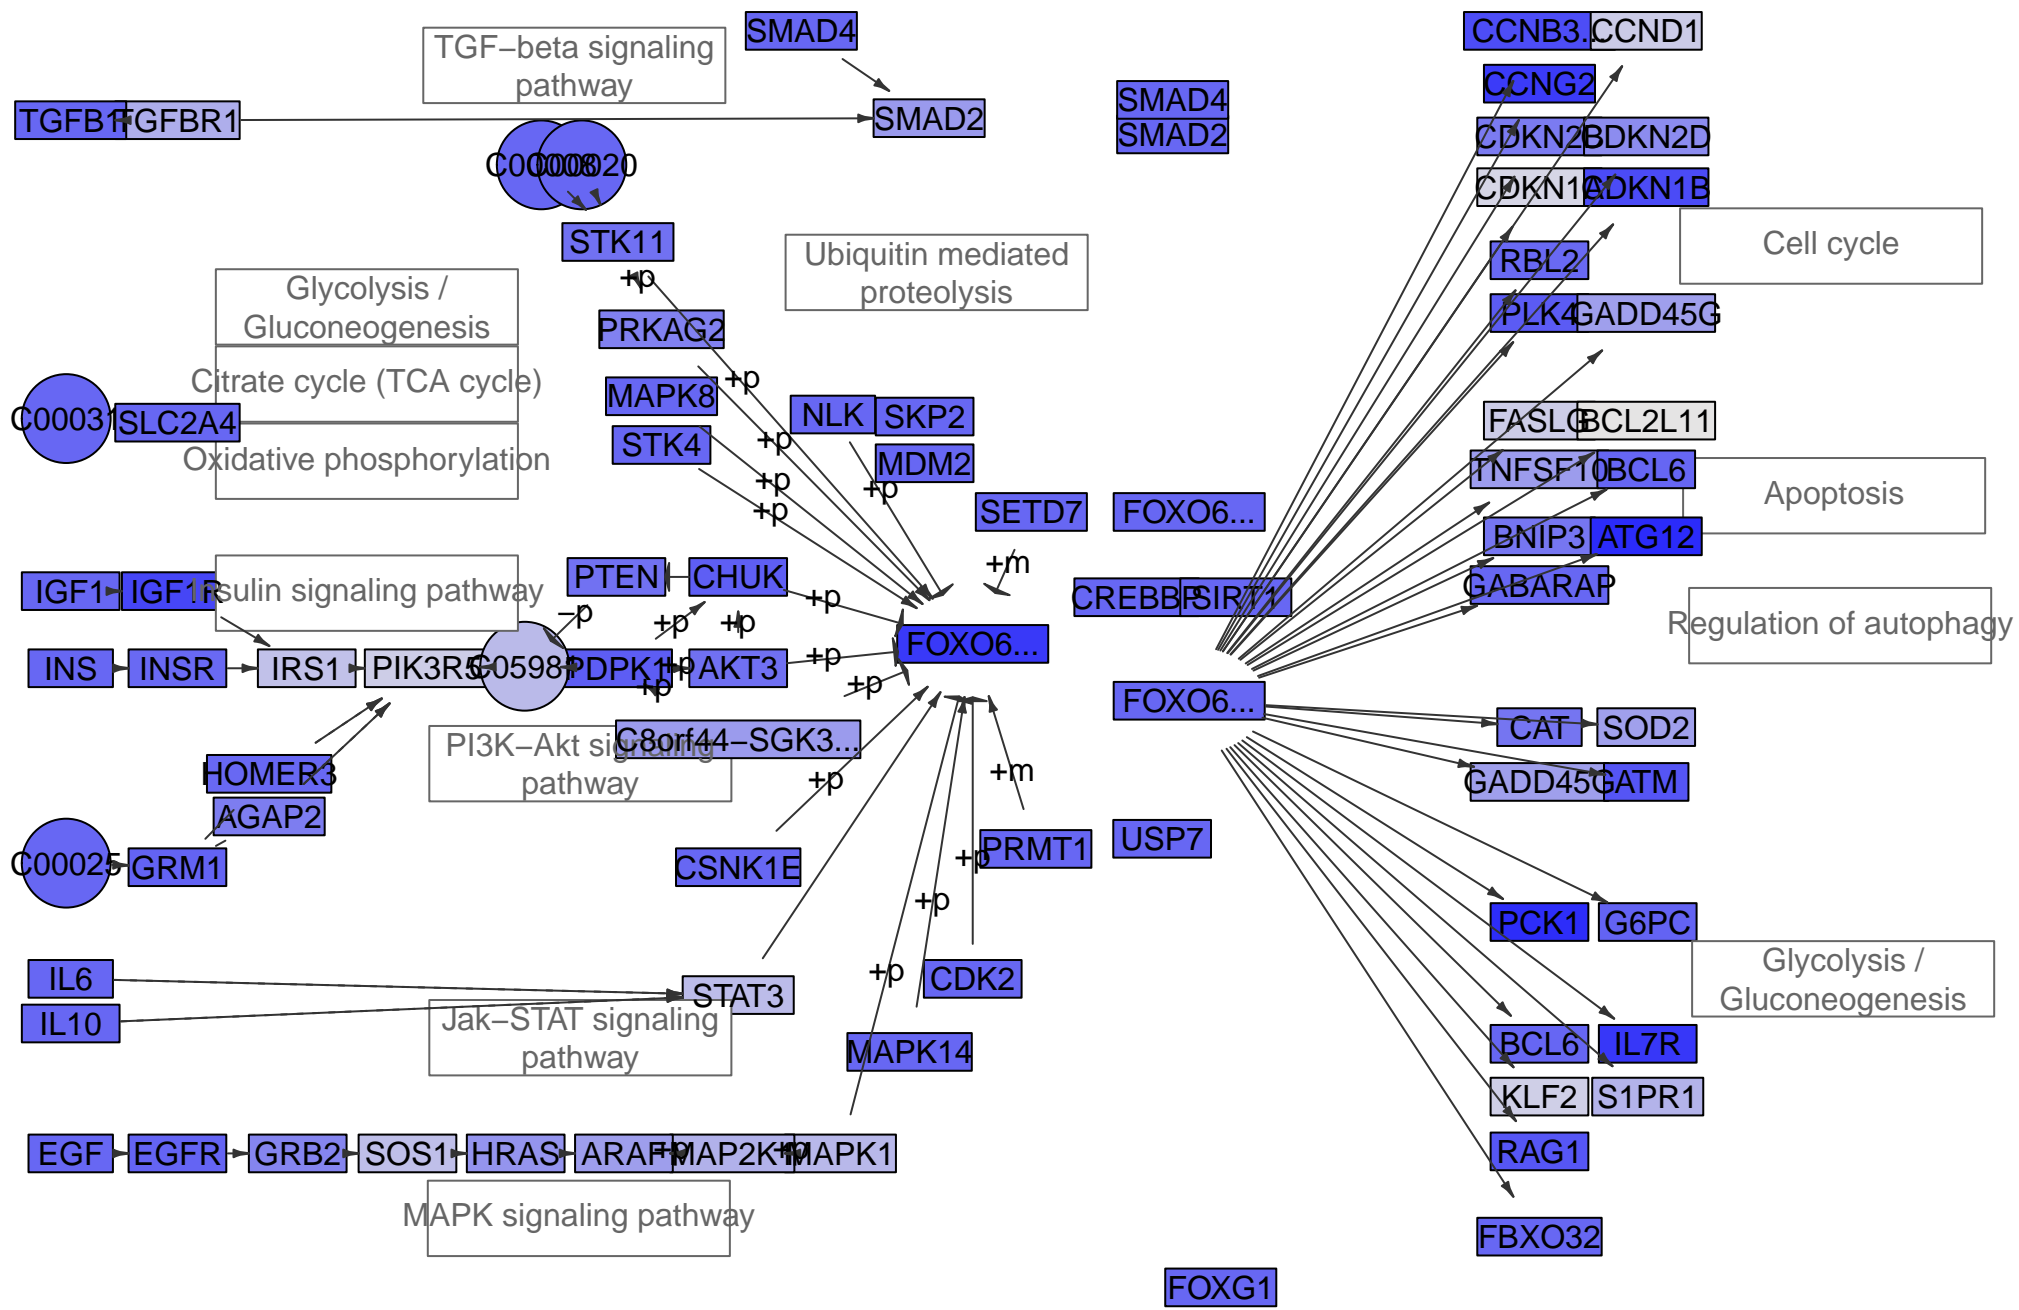 SMAD4
CCNB3...
CCND1
TGF−beta signaling
pathway
CCNG2
SMAD4
TGFB1
TGFBR1
SMAD2
SMAD2
CDKN2B
CDKN2D
C00020
CDKN1A
CDKN1B
STK11
Ubiquitin mediated
proteolysis
Cell cycle
RBL2
+p
Glycolysis /
Gluconeogenesis
PRKAG2
PLK4
GADD45G
Citrate cycle (TCA cycle)
+p
MAPK8
C00031
SLC2A4
NLK
SKP2
FASLG
BCL2L11
STK4
+p
Oxidative phosphorylation
MDM2
TNFSF10
BCL6
+p
+p
Apoptosis
+p
SETD7
FOXO6...
BNIP3
ATG12
+m
IGF1
IGF1R
Insulin signaling pathway
PTEN
CHUK
GABARAP
CREBBP
SIRT1
+p
−p
+p
+p
Regulation of autophagy
FOXO6...
INS
INSR
IRS1
PIK3R5
C05981
PDPK1
+p
AKT3
+p
+p
+p
FOXO6...
CAT
SOD2
PI3K−Akt signaling
pathway
C8orf44−SGK3...
HOMER3
+p
+m
GADD45G
ATM
AGAP2
USP7
PRMT1
C00025
GRM1
CSNK1E
+p
+p
PCK1
G6PC
IL6
+p
CDK2
Glycolysis /
Gluconeogenesis
STAT3
IL10
Jak−STAT signaling
pathway
MAPK14
BCL6
IL7R
KLF2
S1PR1
EGF
EGFR
GRB2
SOS1
HRAS
ARAF
+p
MAP2K1
+p
MAPK1
RAG1
MAPK signaling pathway
FBXO32
FOXG1